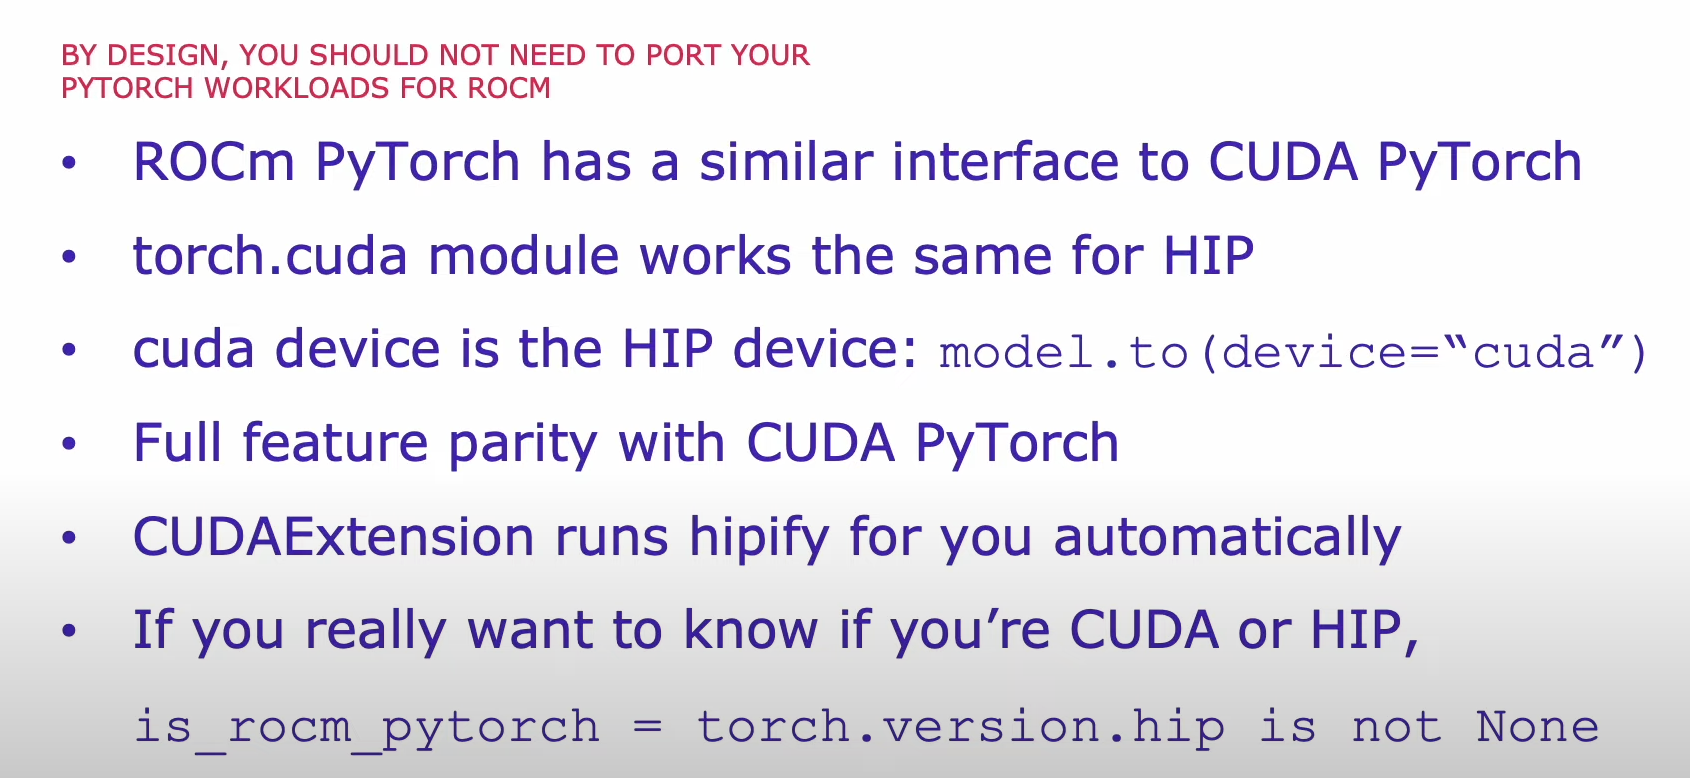 BY DESIGN, YOU SHOULD NOT NEED TO PORT YOUR
PYTORCH WORKLOADS FOR ROCM
• ROCm PyTorch has a similar interface to CUDA PyTorch
• torch.cuda module works the same for HIP
• cuda device is the HIP device: model.to(device=“cuda”)
• Full feature parity with CUDA PyTorch
• CUDAExtension runs hipify for you automatically
• If you really want to know if you’re CUDA or HIP,
is_rocm_pytorch = torch.version.hip is not None